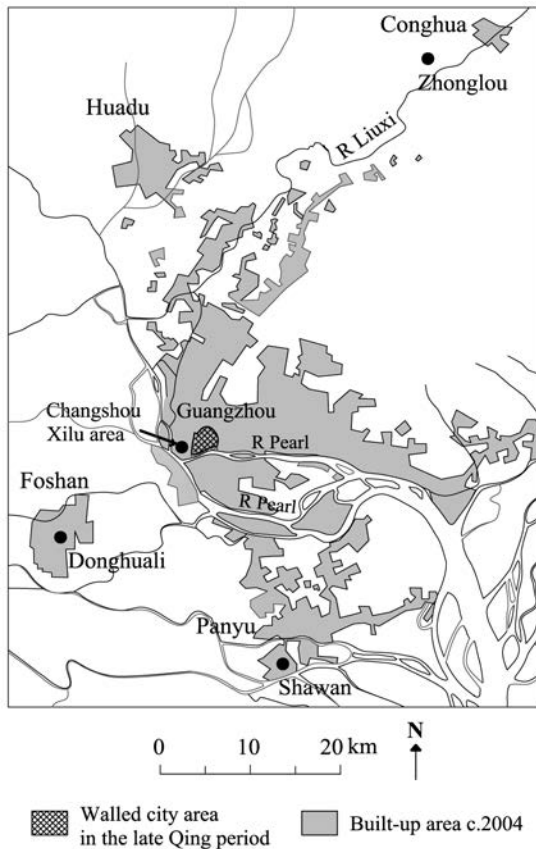 Conghua
Zhonglou
Huadu
R Liuxi
Changshou
Xilu area
Guangzhou
R Pearl
R Pearl
Foshan
Donghuali
Panyu
Shawan
N
0 10 20 km
Walled city area
in the late Qing period
Built-up area c.2004